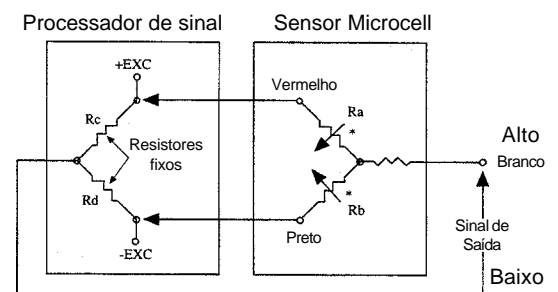 Processador de sinal
Sensor Microcell
+EXC
Vermelho
Rc
Ra
*
Alto
Resistores
fixos
Branco
Rd
*
Rb
Sinal de
Saída
Preto
-EXC
Baixo